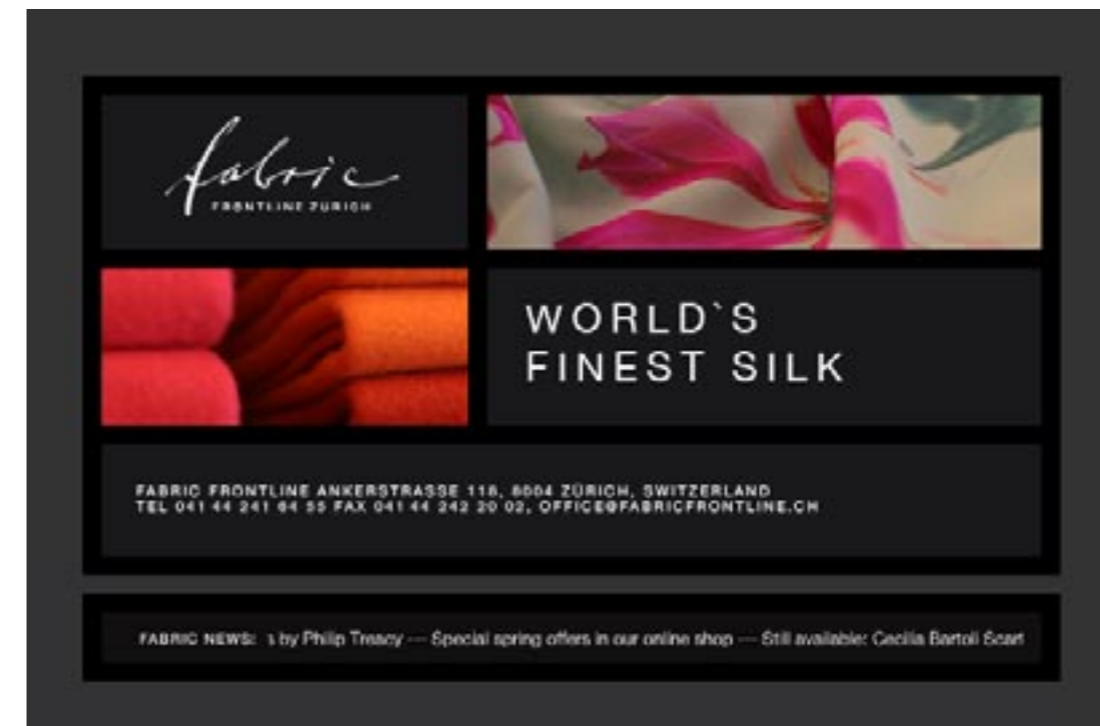 fabric
FRONTLINE ZURICH
WORLD`S
FINEST SILK
FABRIC FRONTLINE ANKERSTRASSE 118, 8004 ZÜRICH, SWITZERLAND
TEL 041 44 241 64 55 FAX 041 44 242 20 02, OFFICE@FABRICFRONTLINE.CH
FABRIC NEWS: s by Philip Treacy — Special spring offers in our online shop — Still available: Cecilia Bartoli Scarf